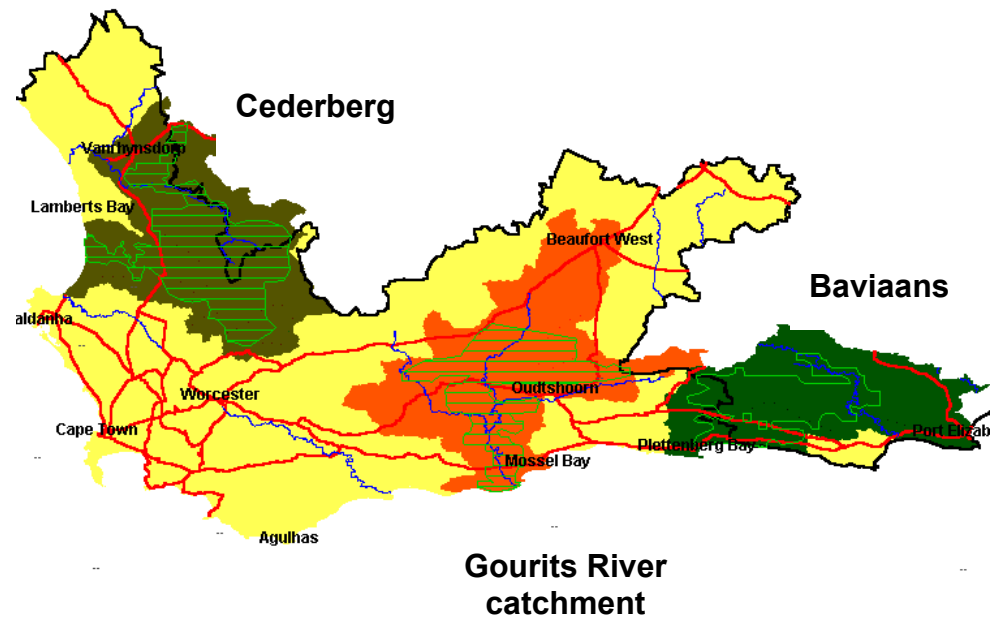 Cederberg
Vanrhynsdorp
Lamberts Bay
Beaufort West
Baviaans
aldanha
Worcester
Oudtshoorn
Cape Town
Port Elizab
Plettenberg Bay
Mossel Bay
Agulhas
Gourits River
catchment